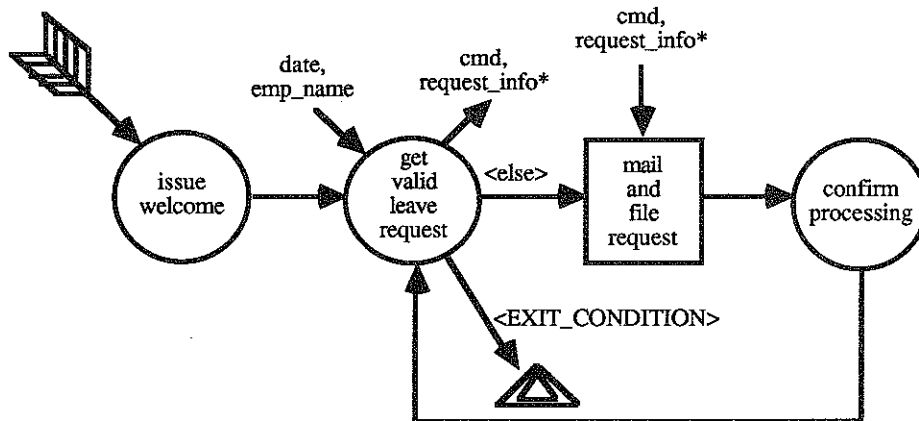 cmd,
request_info*
date,
emp_name
cmd,
request_info*
issue
welcome
get
valid
leave
request
<else>
mail
and
file
request
confirm
processing
<EXIT_CONDITION>